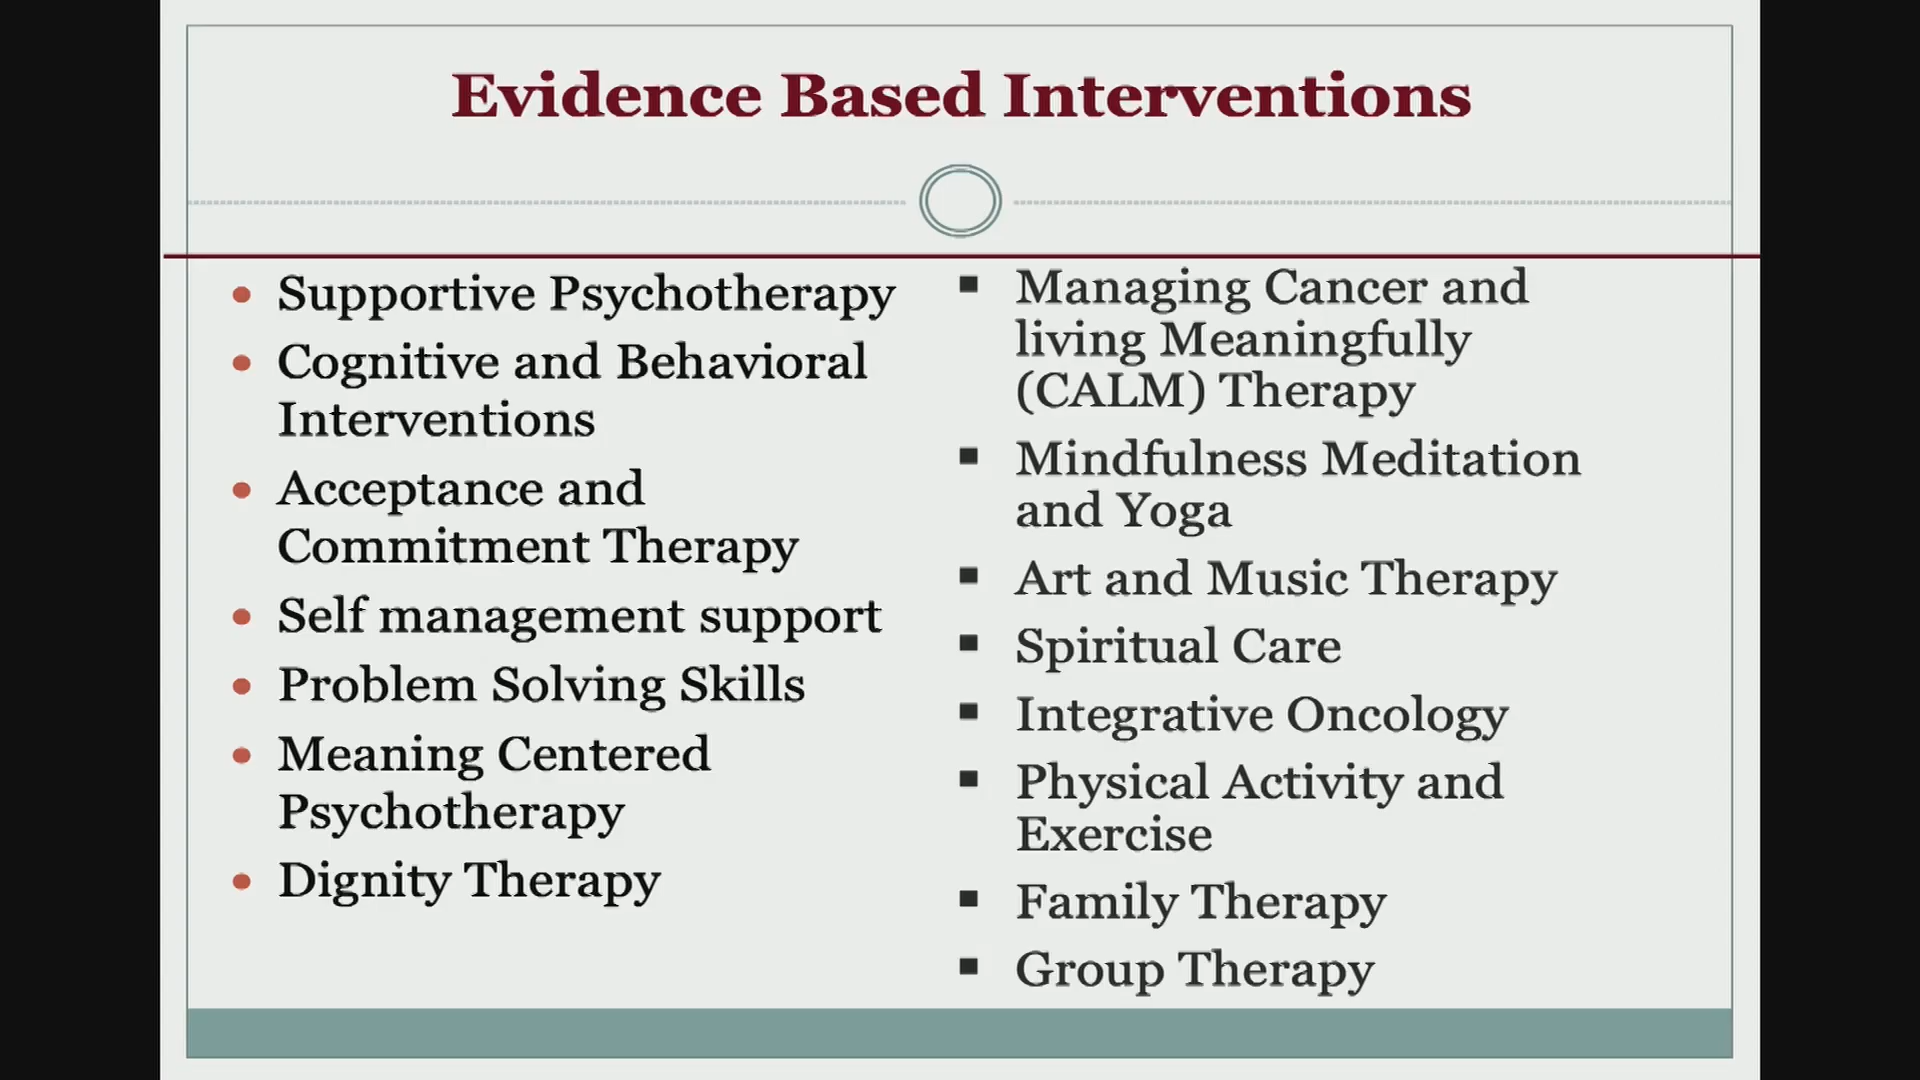 Evidence Based Interventions
Supportive Psychotherapy
Cognitive and Behavioral
Interventions
Acceptance and
Commitment Therapy
Self management support
Problem Solving Skills
Meaning Centered
Psychotherapy
Dignity Therapy
Managing Cancer and
living Meaningfully
(CALM) Therapy
Mindfulness Meditation
and Yoga
Art and Music Therapy
Spiritual Care
Integrative Oncology
Physical Activity and
Exercise
Family Therapy
Group Therapy